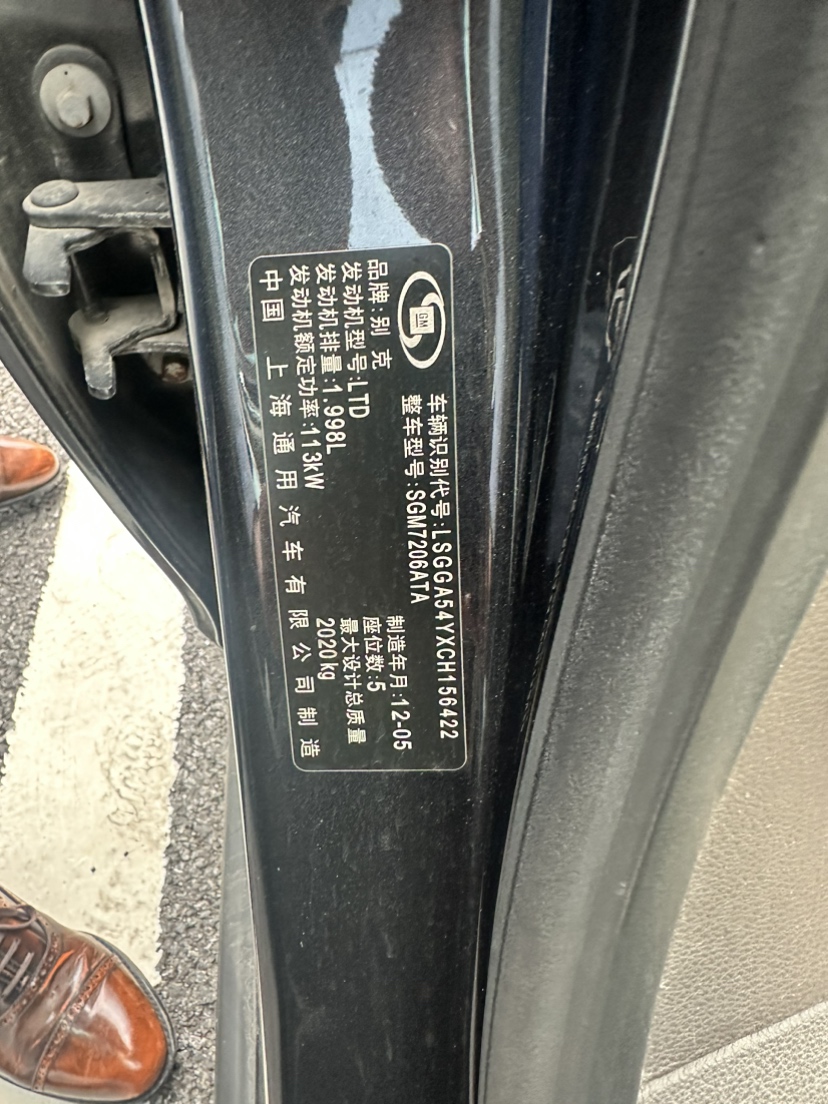 GM
车辆识别代号:LSGGA54YXCH156422
整车型号:SGM7206ATA
品牌:别克
制造年月:12-05
发动机型号:LTD
座位数:5
发动机排量:1.998L
最大设计总质量
发动机额定功率:113kW
2020kg
中国 上海通用汽车有限公司制造